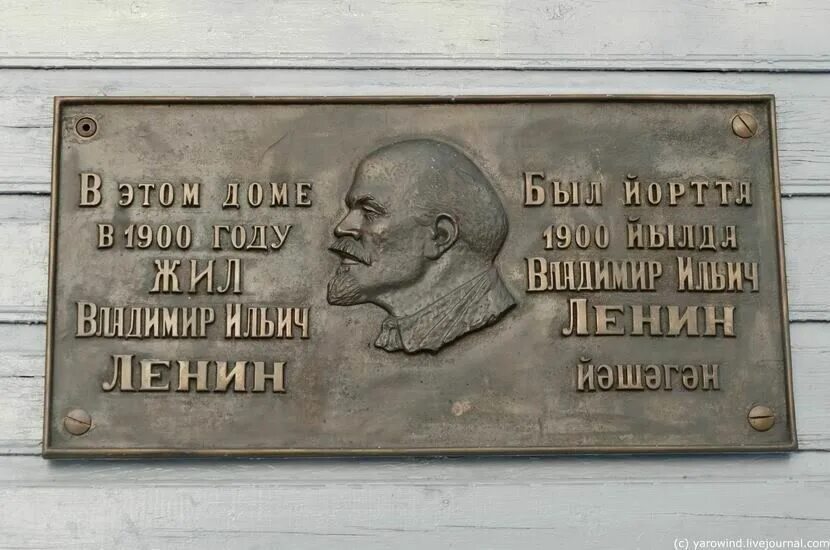 В этом доме
в 1900 году
жил
Владимир Ильич
Ленин
Был йортта
1900 йылда
Владимир Ильич
Ленин
йәшәгән
(c) yarowind.livejournal.com